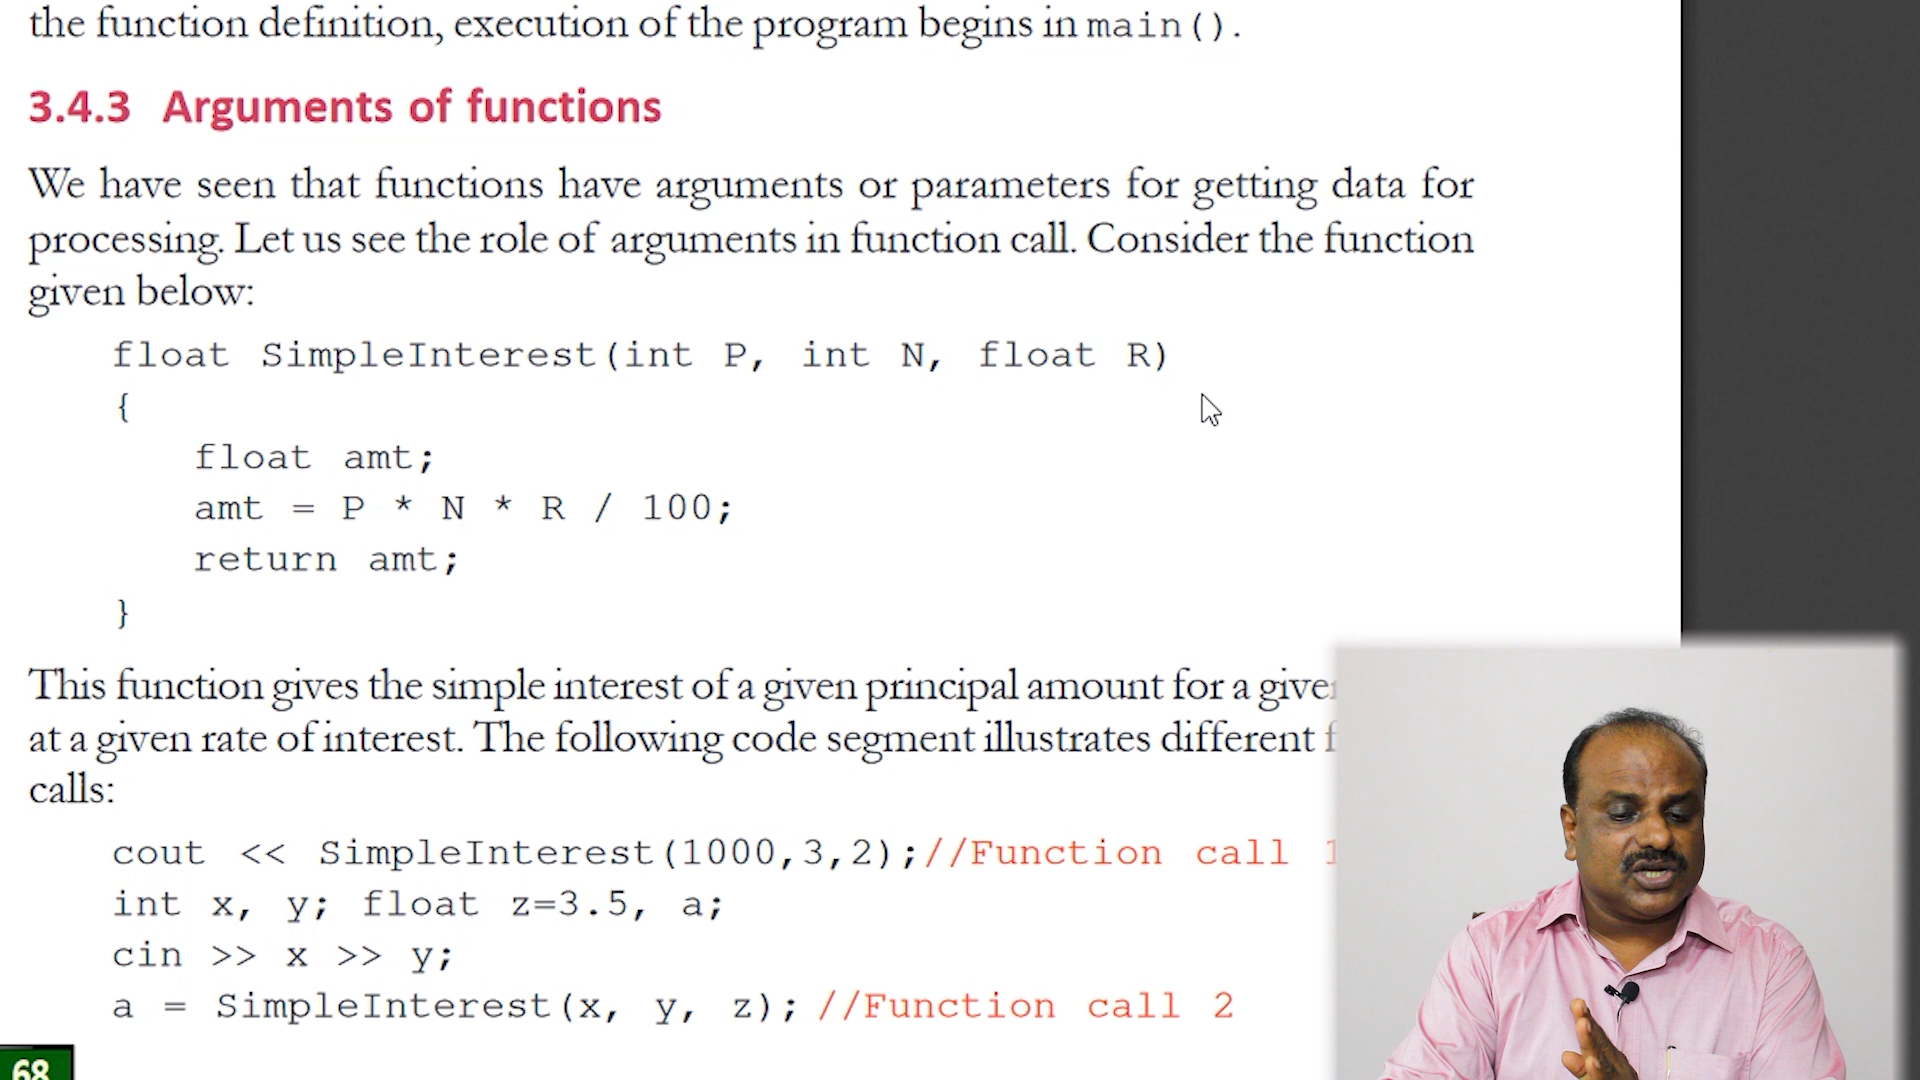 the function definition, execution of the program begins in main().
3.4.3 Arguments of functions
We have seen that functions have arguments or parameters for getting data for
processing. Let us see the role of arguments in function call. Consider the function
given below:
float SimpleInterest(int P, int N, float R)
{
float amt;
amt = P * N * R / 100;
return amt;
}
This function gives the simple interest of a given principal amount for a
at a given rate of interest. The following code segment illustrates different
calls:
cout << SimpleInterest(1000,3,2);//Function call 1
int x, y; float z=3.5, a;
cin >> x >> y;
a = SimpleInterest(x, y, z); //Function call 2
68